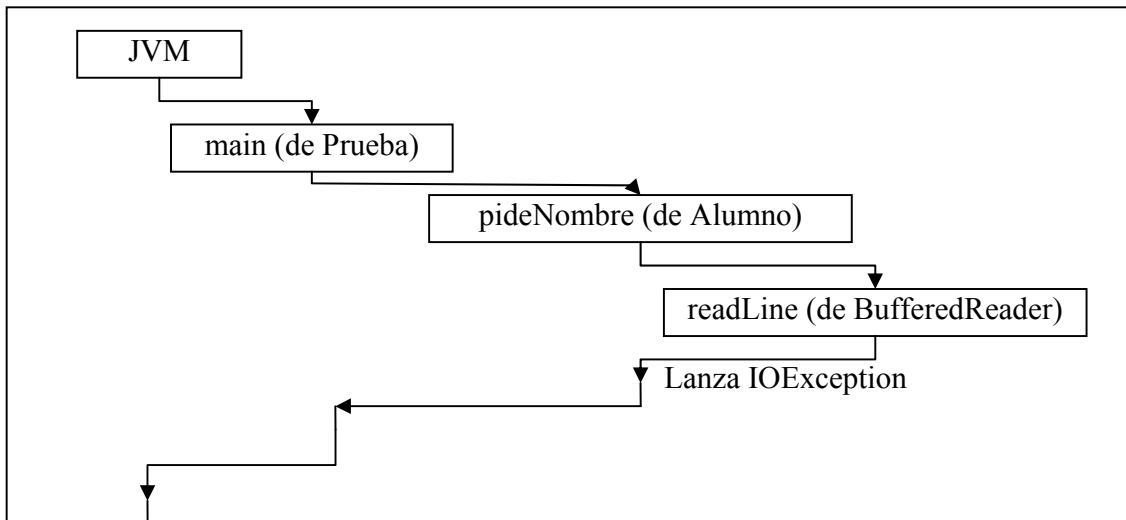 JVM
main (de Prueba)
pideNombre (de Alumno)
readLine (de BufferedReader)
Lanza IOException